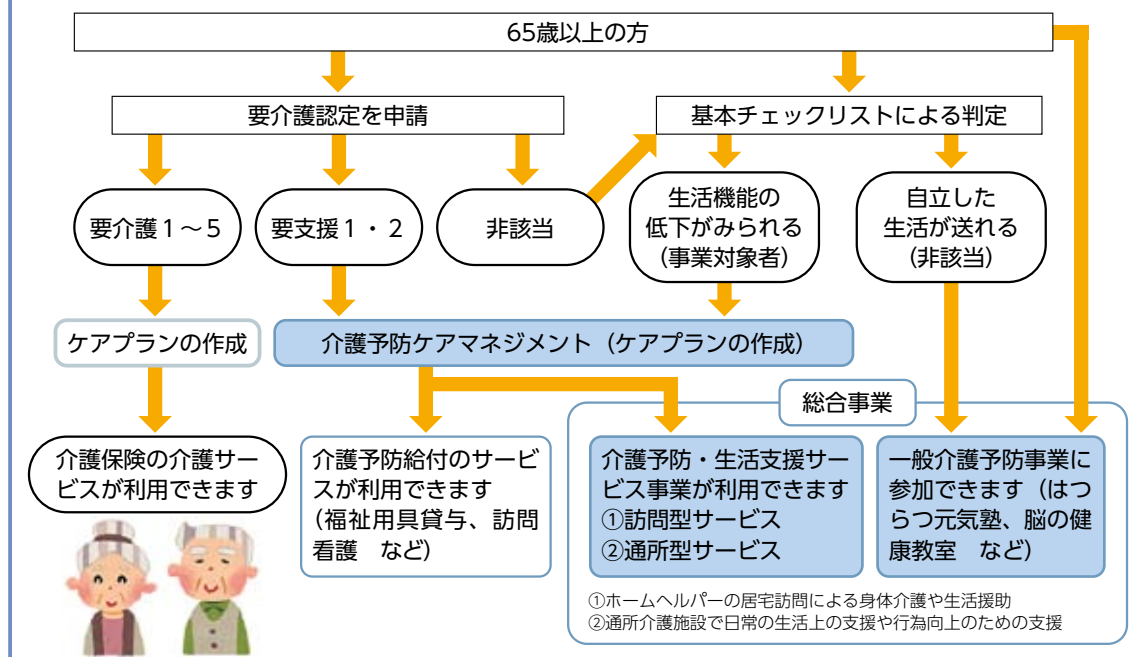 65歳以上の方
要介護認定を申請
基本チェックリストによる判定
要介護1～5
要支援1・2
非該当
生活機能の
低下がみられる
（事業対象者）
自立した
生活が送れる
（非該当）
ケアプランの作成
介護予防ケアマネジメント（ケアプランの作成）
総合事業
介護保険の介護サー
ビスが利用できます
介護予防給付のサービ
スが利用できます
（福祉用具貸与、訪問
看護　など）
介護予防・生活支援サー
ビス事業が利用できます
①訪問型サービス
②通所型サービス
一般介護予防事業に
参加できます（はつ
らつ元気塾、脳の健
康教室　など）
①ホームヘルパーの居宅訪問による身体介護や生活援助
②通所介護施設で日常の生活上の支援や行為向上のための支援